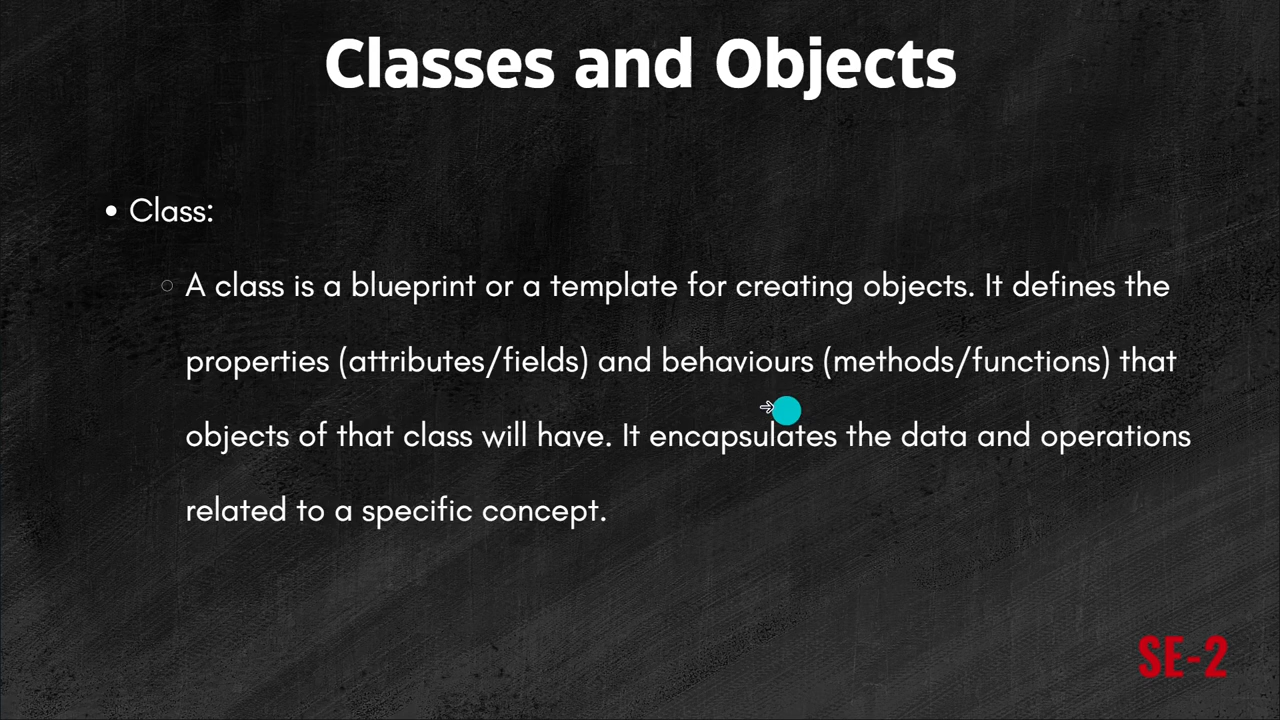 Classes and Objects
• Class:
○ A class is a blueprint or a template for creating objects. It defines the
properties (attributes/fields) and behaviours (methods/functions) that
objects of that class will have. It encapsulates the data and operations
related to a specific concept.
SE-2